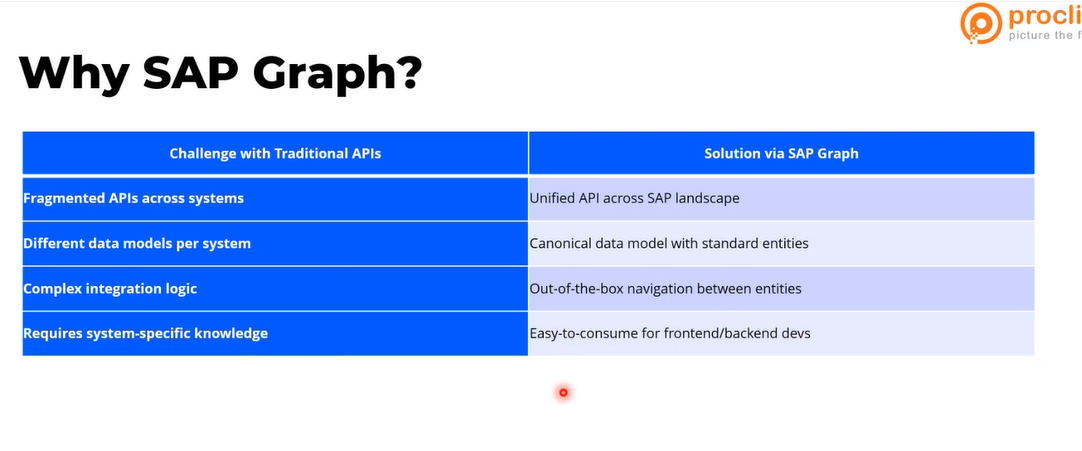 procli
picture the f
Why SAP Graph?
Challenge with Traditional APIs
Solution via SAP Graph
Fragmented APIs across systems
Unified API across SAP landscape
Different data models per system
Canonical data model with standard entities
Complex integration logic
Out-of-the-box navigation between entities
Requires system-specific knowledge
Easy-to-consume for frontend/backend devs